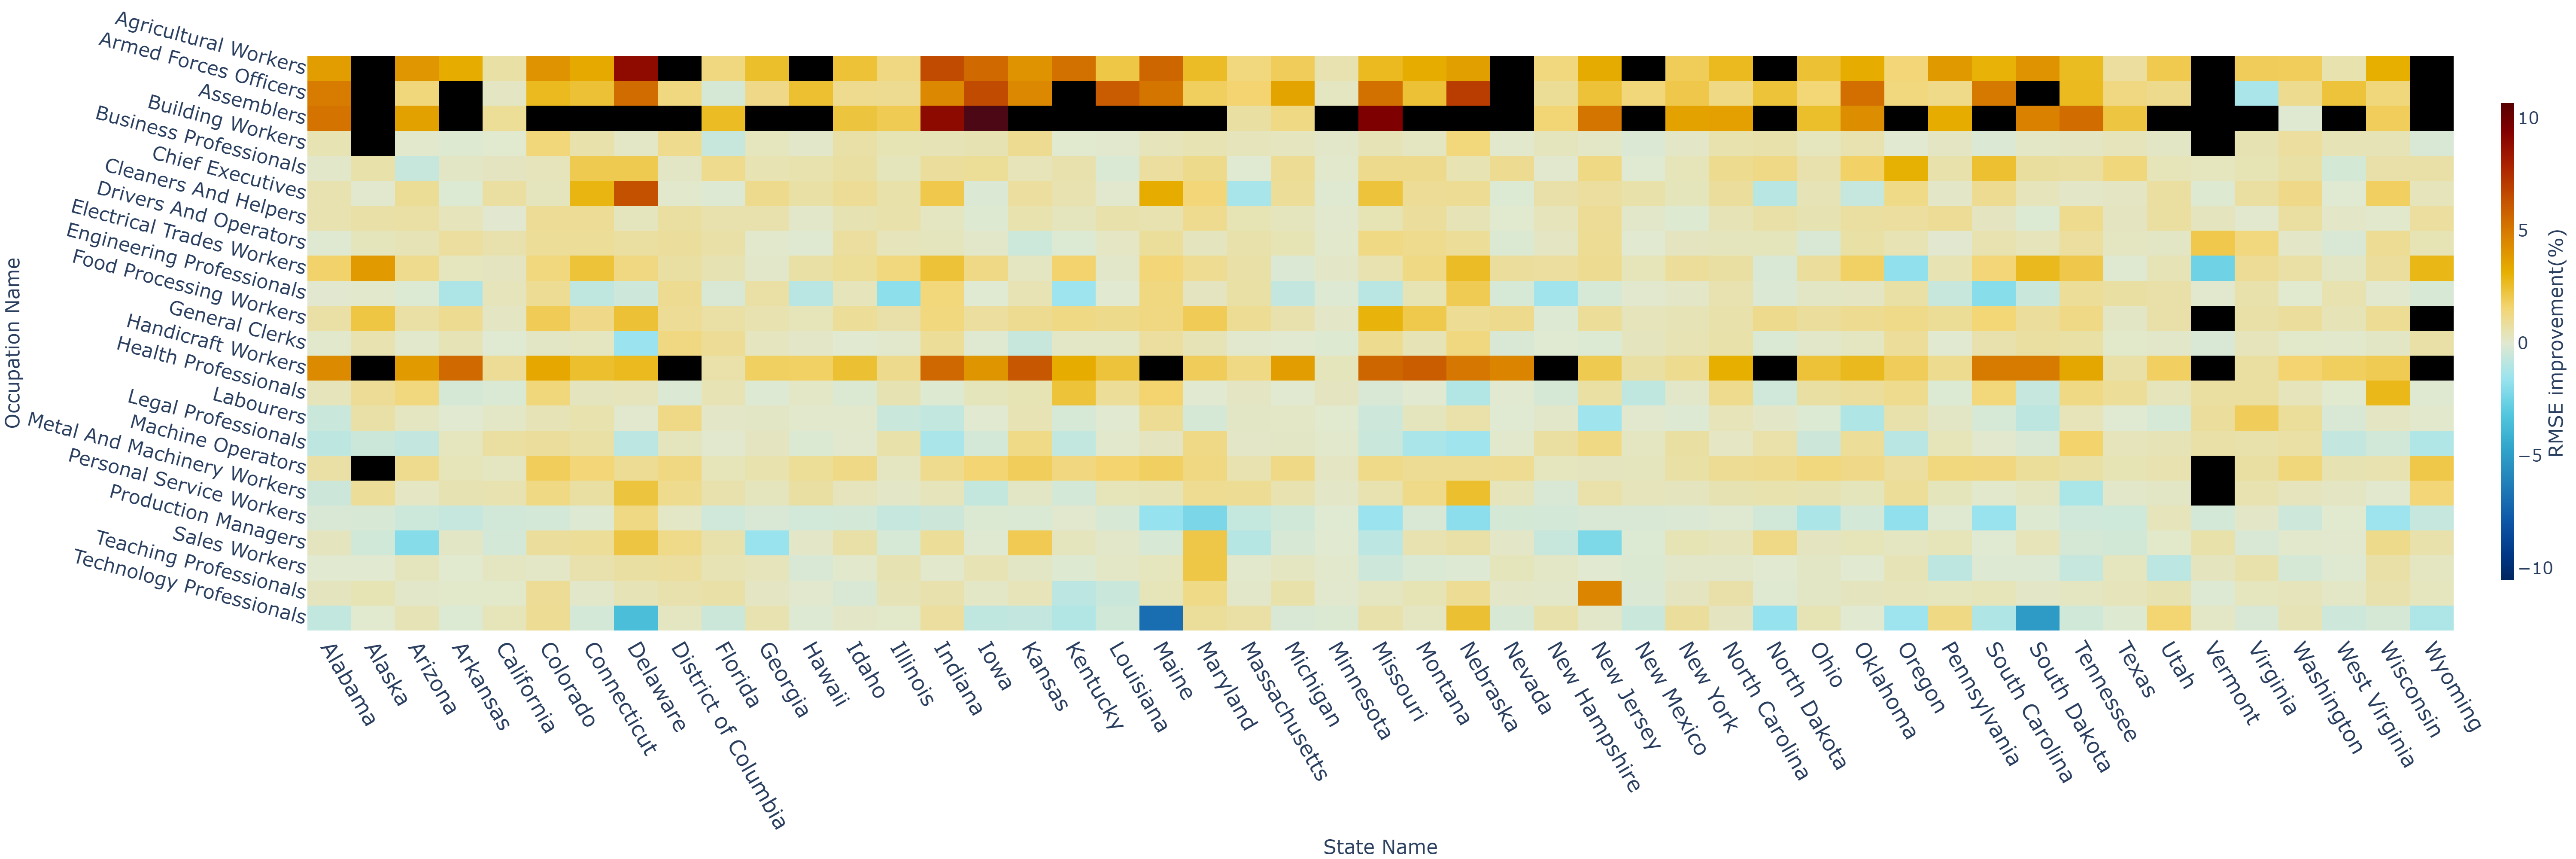 Occupation Name
Agricultural Workers
Armed Forces Officers
Assemblers
Building Workers
Business Professionals
Chief Executives
Cleaners And Helpers
Drivers And Operators
Electrical Trades Workers
Engineering Professionals
Food Processing Workers
General Clerks
Handicraft Workers
Health Professionals
Labourers
Legal Professionals
Machine Operators
Metal And Machinery Workers
Personal Service Workers
Production Managers
Sales Workers
Teaching Professionals
Technology Professionals
Alabama
Alaska
Arizona
Arkansas
California
Colorado
Connecticut
Delaware
District of Columbia
Florida
Georgia
Hawaii
Idaho
Illinois
Indiana
Iowa
Kansas
Kentucky
Louisiana
Maine
Maryland
Massachusetts
Michigan
Minnesota
Missouri
Montana
Nebraska
Nevada
New Hampshire
New Jersey
New Mexico
New York
North Carolina
North Dakota
Ohio
Oklahoma
Oregon
Pennsylvania
South Carolina
South Dakota
Tennessee
Texas
Utah
Vermont
Virginia
Washington
West Virginia
Wisconsin
Wyoming
State Name
10
5
0
−5
−10
RMSE improvement(%)